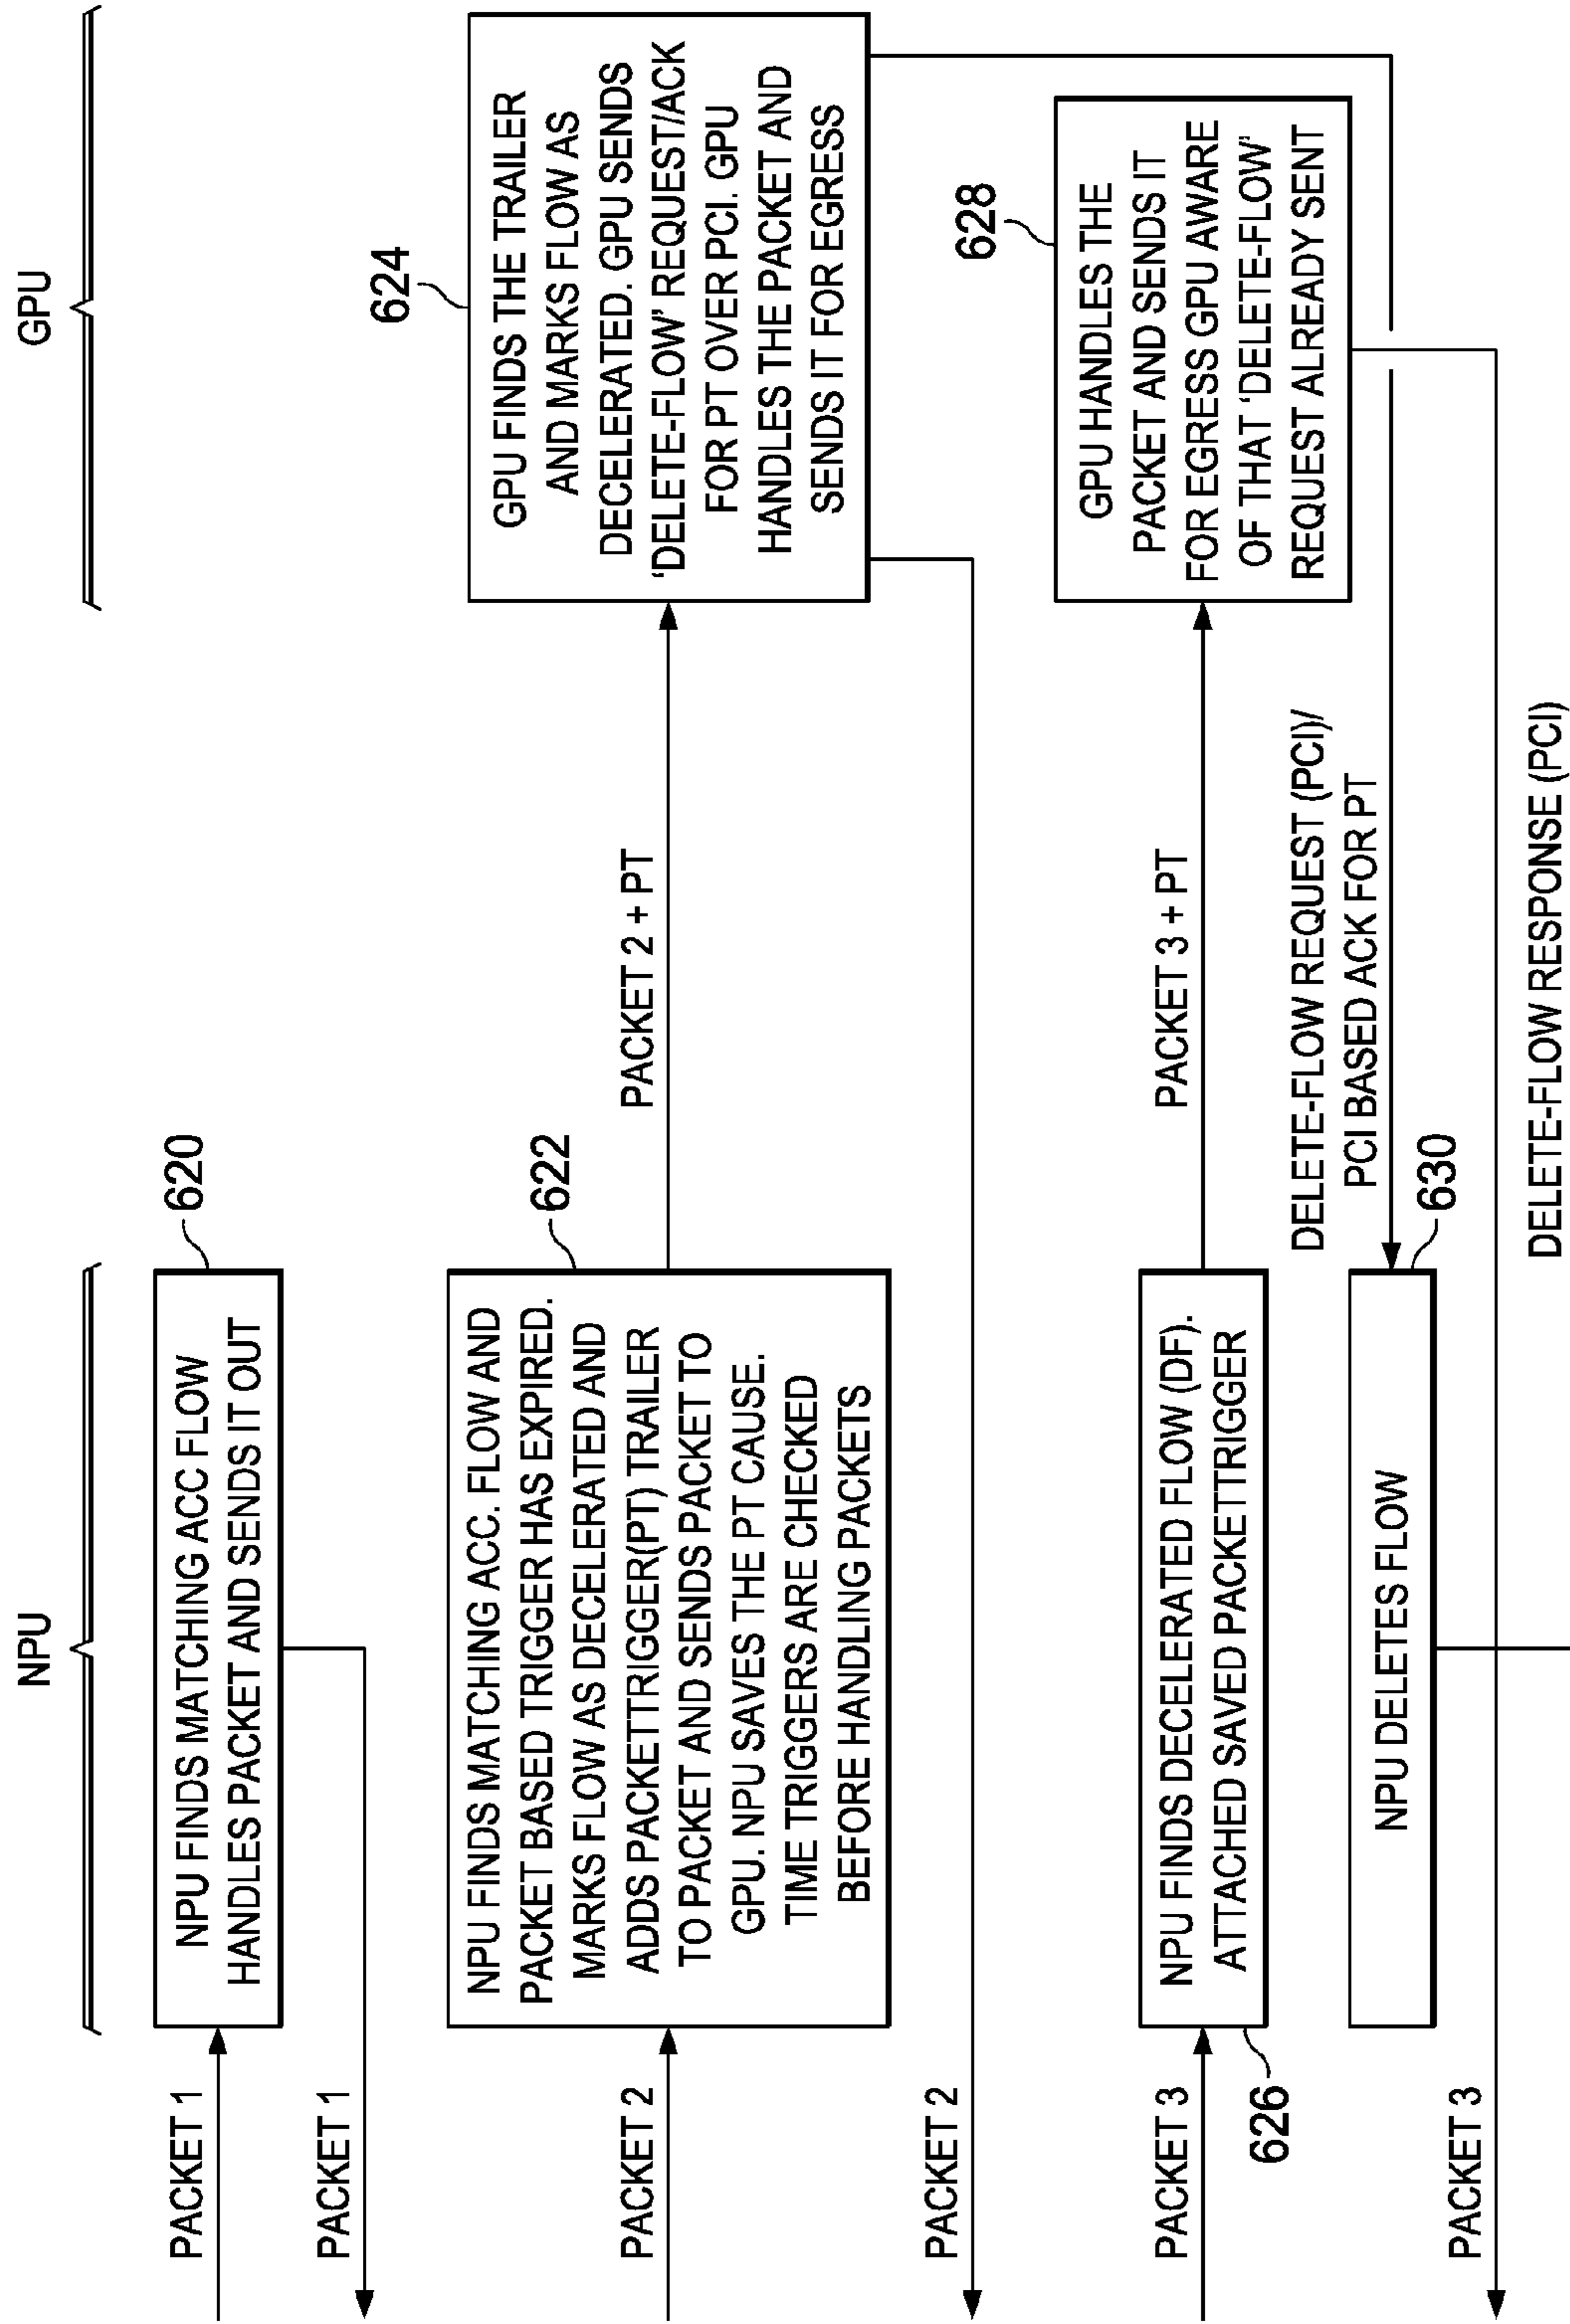 NPU
GPU
PACKET 1
NPU FINDS MATCHING ACC FLOW
HANDLES PACKET AND SENDS IT OUT
620
PACKET 1
PACKET 2
NPU FINDS MATCHING ACC. FLOW AND
PACKET BASED TRIGGER HAS EXPIRED.
MARKS FLOW AS DECELERATED AND
ADDS PACKETTRIGGER(PT) TRAILER
TO PACKET AND SENDS PACKET TO
GPU. NPU SAVES THE PT CAUSE.
TIME TRIGGERS ARE CHECKED
BEFORE HANDLING PACKETS
622
PACKET 2 + PT
624
GPU FINDS THE TRAILER
AND MARKS FLOW AS
DECELERATED. GPU SENDS
'DELETE-FLOW' REQUEST/ACK
FOR PT OVER PCI. GPU
HANDLES THE PACKET AND
SENDS IT FOR EGRESS
PACKET 2
PACKET 3
626
NPU FINDS DECELERATED FLOW (DF).
ATTACHED SAVED PACKETTRIGGER
PACKET 3 + PT
628
GPU HANDLES THE
PACKET AND SENDS IT
FOR EGRESS GPU AWARE
OF THAT 'DELETE-FLOW'
REQUEST ALREADY SENT
DELETE-FLOW REQUEST (PCI)/
PCI BASED ACK FOR PT
NPU DELETES FLOW
630
PACKET 3
DELETE-FLOW RESPONSE (PCI)